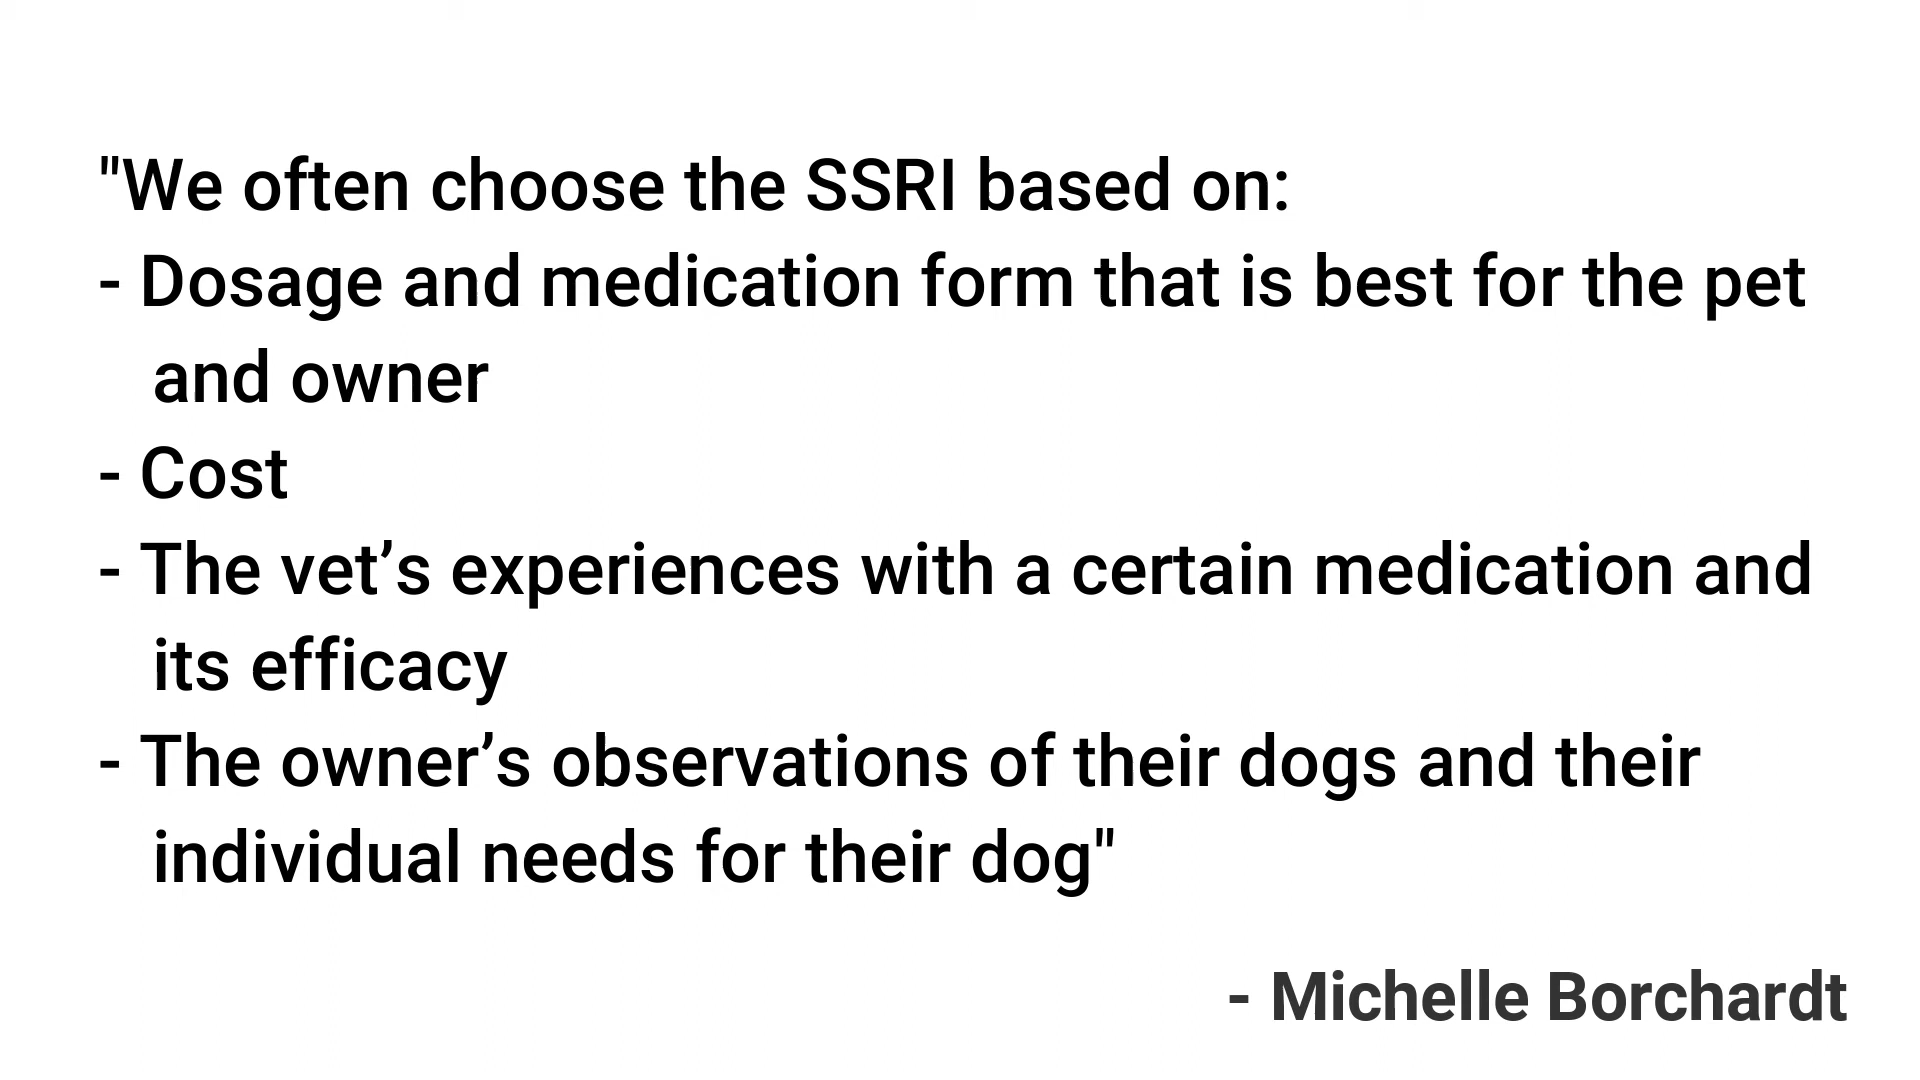 "We often choose the SSRI based on:
- Dosage and medication form that is best for the pet
and owner
- Cost
- The vet’s experiences with a certain medication and
its efficacy
- The owner’s observations of their dogs and their
individual needs for their dog"
- Michelle Borchardt